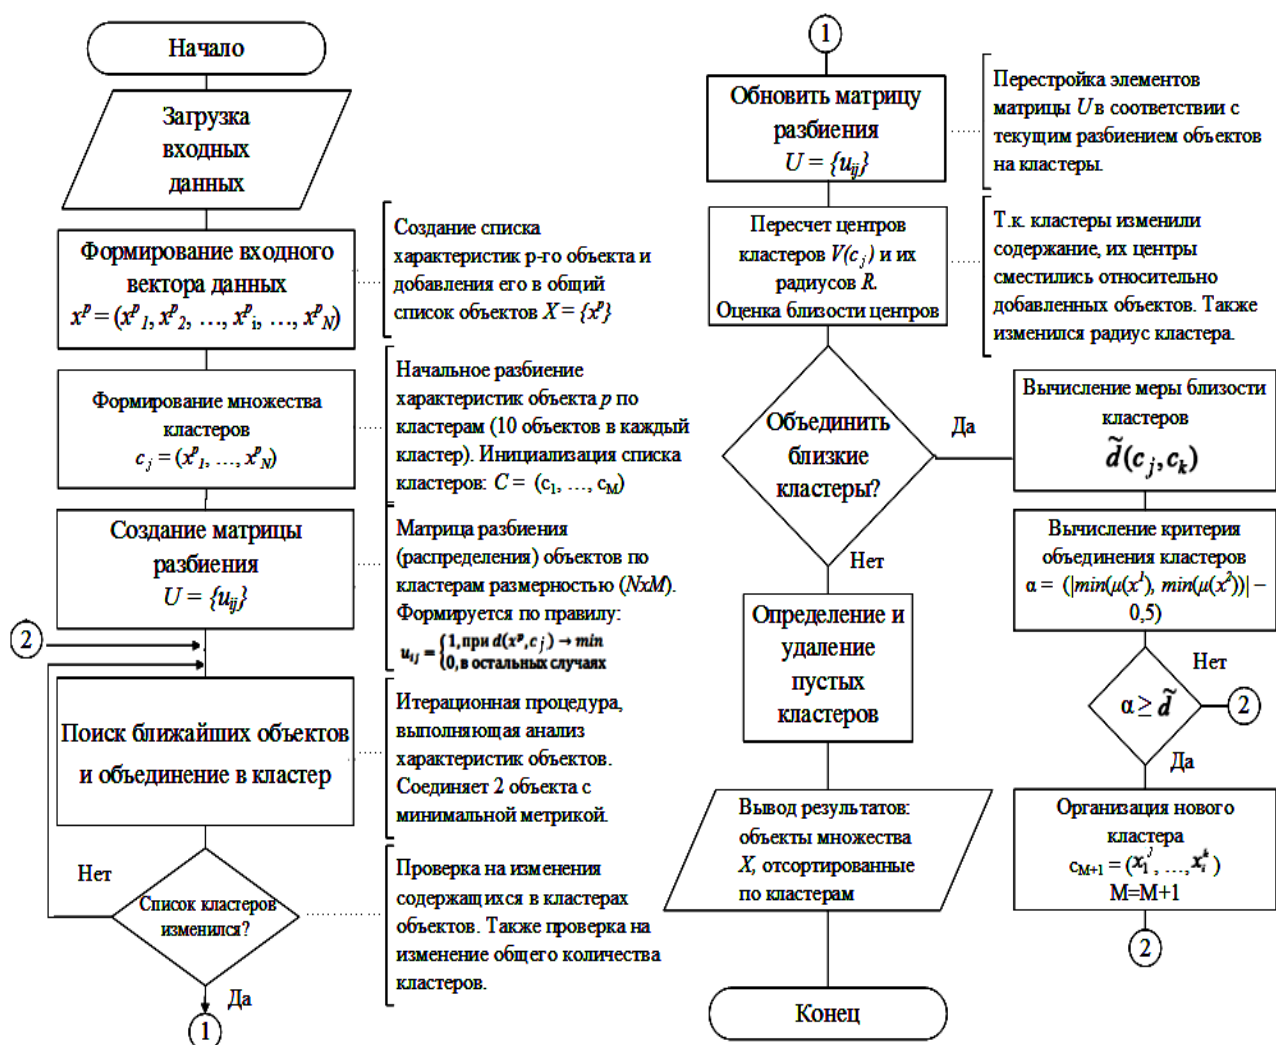 Начало
Загрузка
входных
данных
Формирование входного
вектора данных
x^p = (x^p_1, x^p_2, …, x^p_i, …, x^p_N)
Создание списка
характеристик p-го объекта и
добавления его в общий
список объектов X = {x^p}
Формирование множества
кластеров
c_j = (x^p_1, …, x^p_N)
Начальное разбиение
характеристик объекта p по
кластерам (10 объектов в каждый
кластер). Инициализация списка
кластеров: C = (c_1, …, c_M)
Создание матрицы
разбиения
U = {u_ij}
Матрица разбиения
(распределения) объектов по
кластерам размерностью (NxM).
Формируется по правилу:
u_ij = {1, при d(x^p, c_j) → min
{0, в остальных случаях
2
Поиск ближайших объектов
и объединение в кластер
Итерационная процедура,
выполняющая анализ
характеристик объектов.
Соединяет 2 объекта с
минимальной метрикой.
Нет
Список кластеров
изменился?
Проверка на изменения
содержащихся в кластерах
объектов. Также проверка на
изменение общего количества
кластеров.
Да
1
1
Обновить матрицу
разбиения
U = {u_ij}
Перестройка элементов
матрицы U в соответствии с
текущим разбиением объектов
на кластеры.
Пересчет центров
кластеров V(c_j) и их
радиусов R.
Оценка близости центров
Т.к. кластеры изменили
содержание, их центры
сместились относительно
добавленных объектов. Также
изменился радиус кластера.
Объединить
близкие
кластеры?
Да
Нет
Вычисление меры близости
кластеров
d̃(c_j, c_k)
Вычисление критерия
объединения кластеров
α = (|min(μ(x^1), min(μ(x^2))| –
0,5)
Нет
α ≥ d̃
2
Да
Организация нового
кластера
c_M+1 = (x_1^j, …, x_i^k)
M=M+1
2
Определение и
удаление
пустых
кластеров
Вывод результатов:
объекты множества
X, отсортированные
по кластерам
Конец